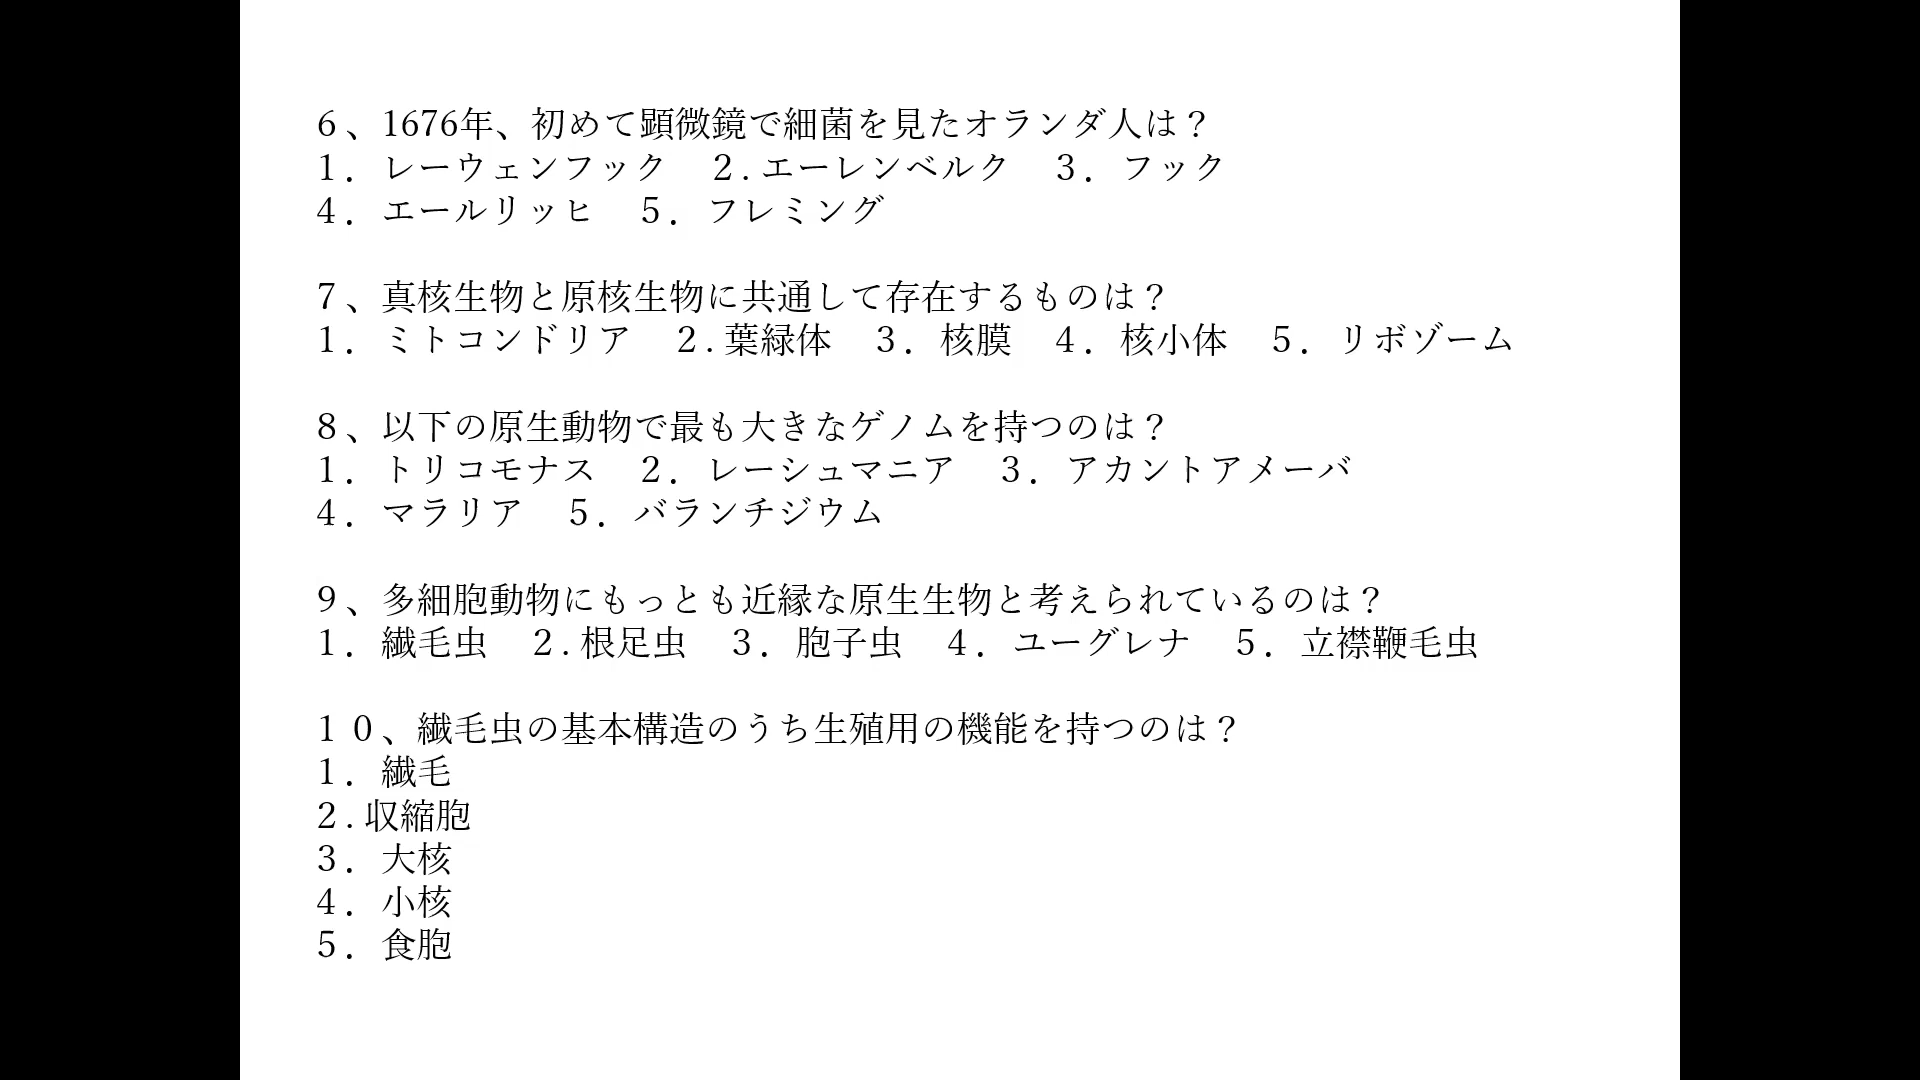 ６、1676年、初めて顕微鏡で細菌を見たオランダ人は？
１．レーウェンフック　２.エーレンベルク　３．フック
４．エールリッヒ　５．フレミング
７、真核生物と原核生物に共通して存在するものは？
１．ミトコンドリア　２.葉緑体　３．核膜　４．核小体　５．リボゾーム
８、以下の原生動物で最も大きなゲノムを持つのは？
１．トリコモナス　２．レーシュマニア　３．アカントアメーバ
４．マラリア　５．バランチジウム
９、多細胞動物にもっとも近縁な原生生物と考えられているのは？
１．繊毛虫　２.根足虫　３．胞子虫　４．ユーグレナ　５．立襟鞭毛虫
１０、繊毛虫の基本構造のうち生殖用の機能を持つのは？
１．繊毛
２.収縮胞
３．大核
４．小核
５．食胞